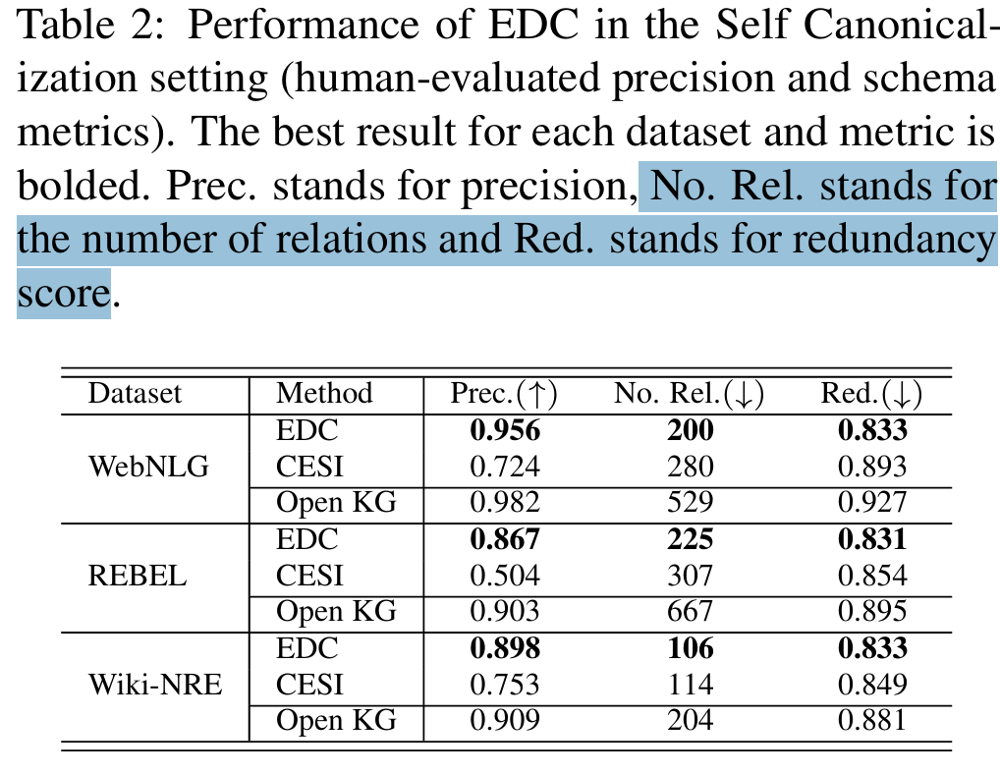 Table 2: Performance of EDC in the Self Canonical-
ization setting (human-evaluated precision and schema
metrics). The best result for each dataset and metric is
bolded. Prec. stands for precision, No. Rel. stands for
the number of relations and Red. stands for redundancy
score.
Dataset Method Prec.(↑) No. Rel.(↓) Red.(↓)
EDC 0.956 200 0.833
WebNLG CESI 0.724 280 0.893
Open KG 0.982 529 0.927
EDC 0.867 225 0.831
REBEL CESI 0.504 307 0.854
Open KG 0.903 667 0.895
EDC 0.898 106 0.833
Wiki-NRE CESI 0.753 114 0.849
Open KG 0.909 204 0.881